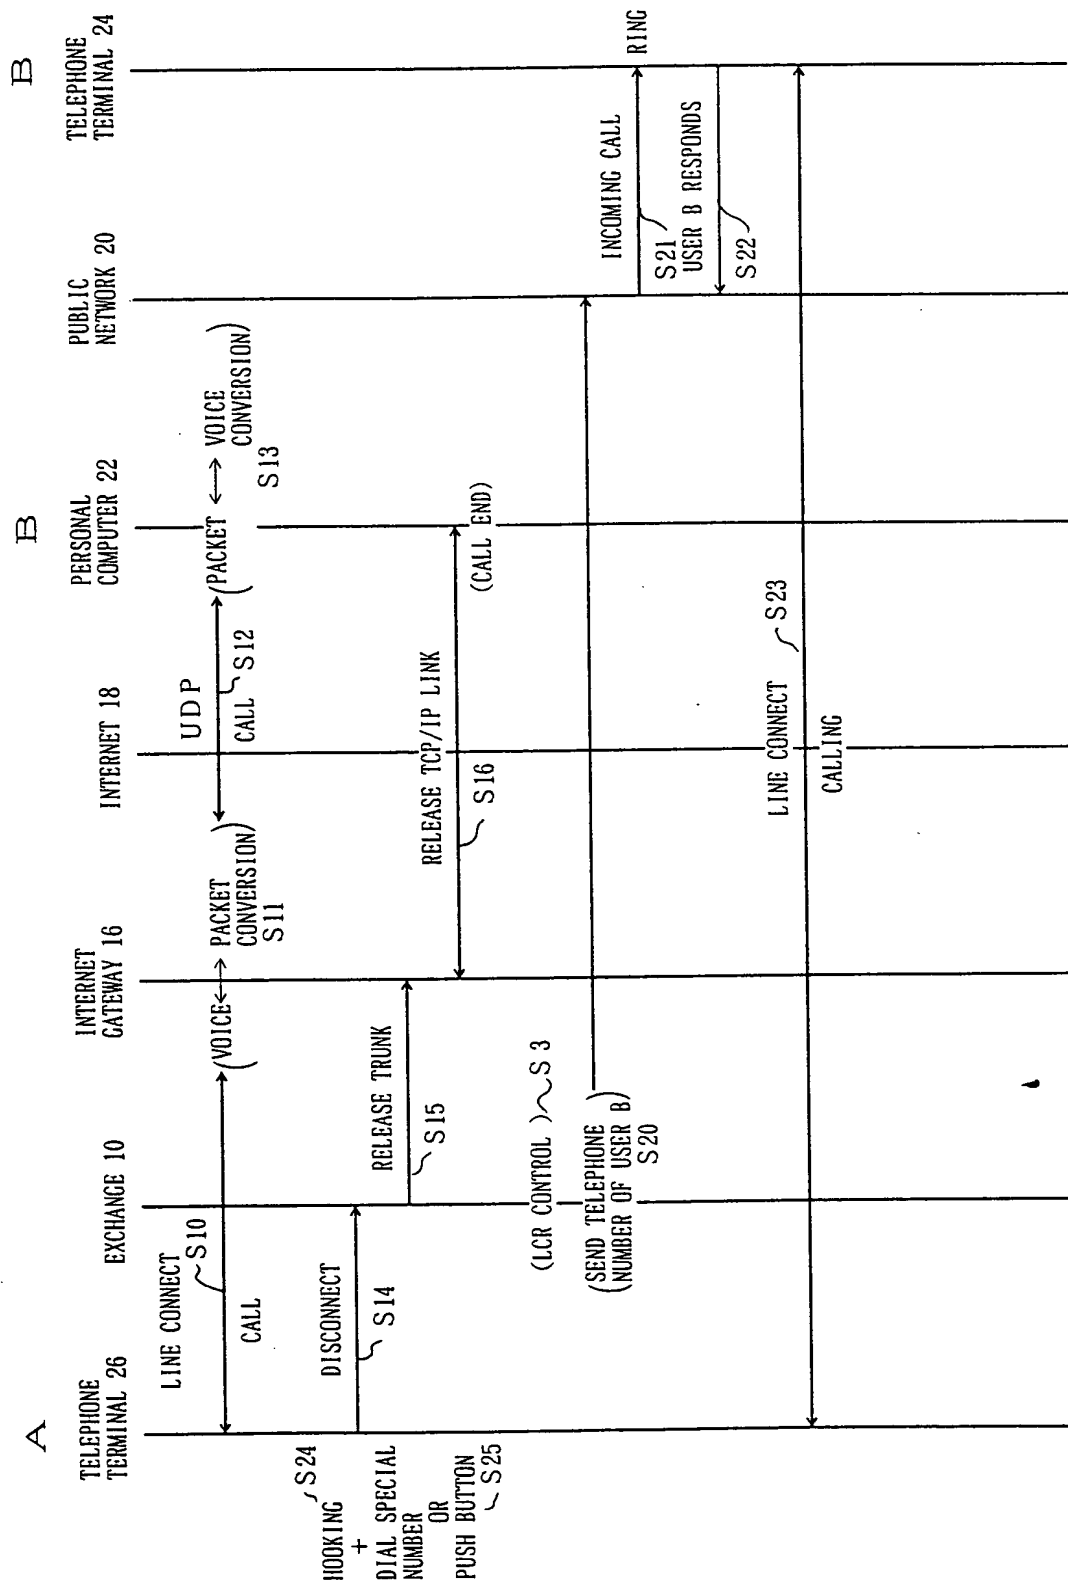 A
B
B
TELEPHONE
TERMINAL 26
EXCHANGE 10
INTERNET
GATEWAY 16
INTERNET 18
PERSONAL
COMPUTER 22
PUBLIC
NETWORK 20
TELEPHONE
TERMINAL 24
LINE CONNECT
S10
CALL
(VOICE
PACKET
CONVERSION)
S11
UDP
S12
CALL
(PACKET
VOICE
CONVERSION)
S13
HOOKING
S24
+
DIAL SPECIAL
NUMBER
OR
PUSH BUTTON
S25
DISCONNECT
S14
RELEASE TRUNK
S15
RELEASE TCP/IP LINK
S16
(CALL END)
(LCR CONTROL)
S3
(SEND TELEPHONE
NUMBER OF USER B)
S20
INCOMING CALL
S21
RING
USER B RESPONDS
S22
LINE CONNECT
S23
CALLING